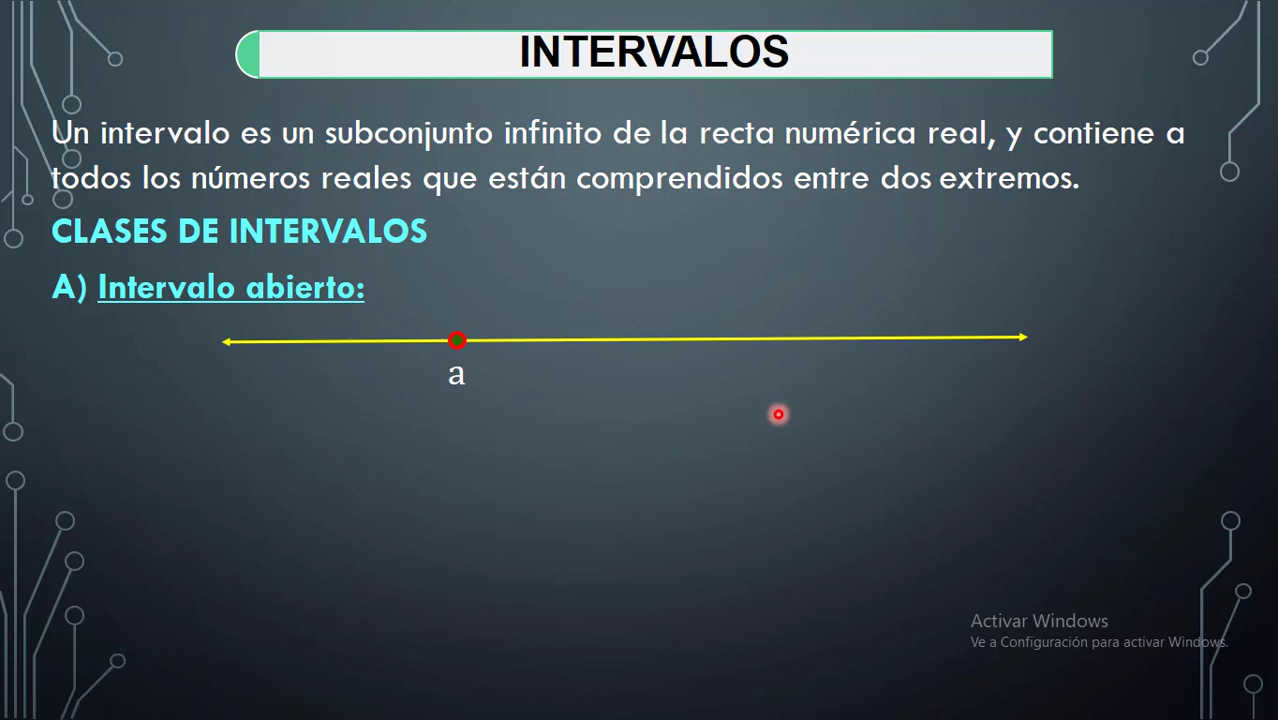 INTERVALOS
Un intervalo es un subconjunto infinito de la recta numérica real, y contiene a
todos los números reales que están comprendidos entre dos extremos.
CLASES DE INTERVALOS
A) Intervalo abierto:
a
Activar Windows
Ve a Configuración para activar Windows.